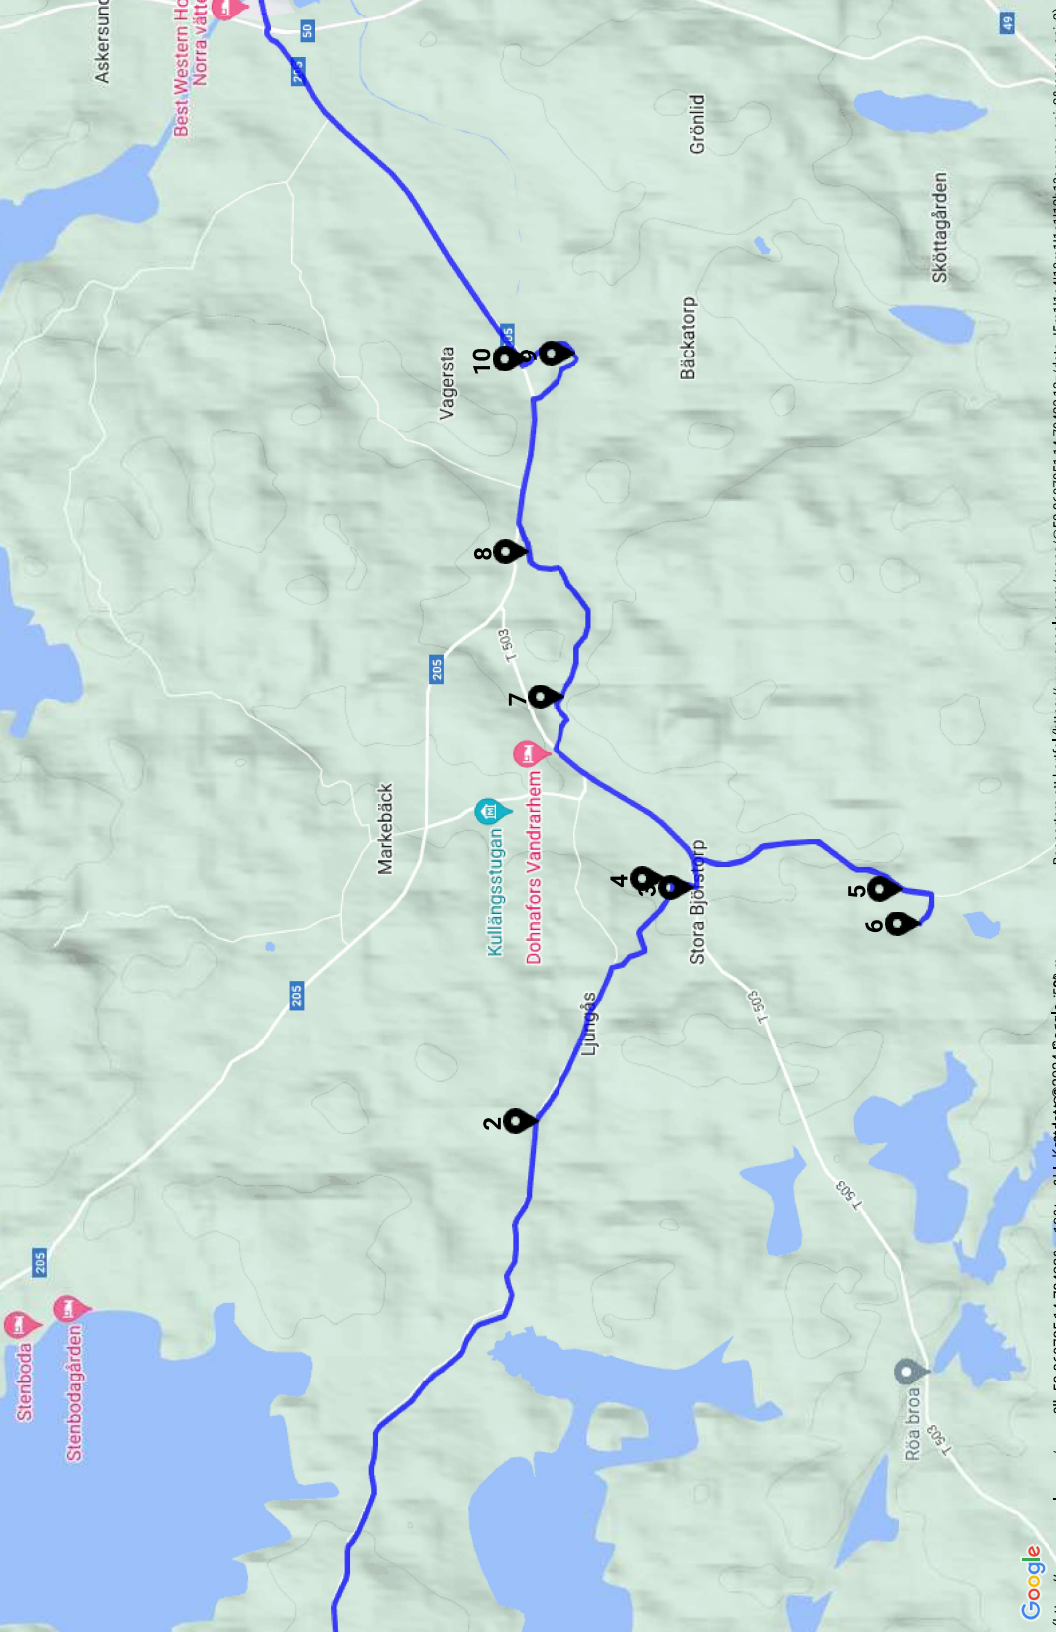 Askersund
Best Western Ho
Norra vätte
50
205
49
Grönlid
Sköttagården
Bäckatorp
205
10
9
Vagersta
8
T 503
205
7
Markebäck
Kullängsstugan
Dohnafors Vandrarhem
4
3
Stora Björstorp
5
6
205
Ljungås
T 503
2
T 503
205
Stenboda
Stenbodagården
Röa broa
T 503
Google